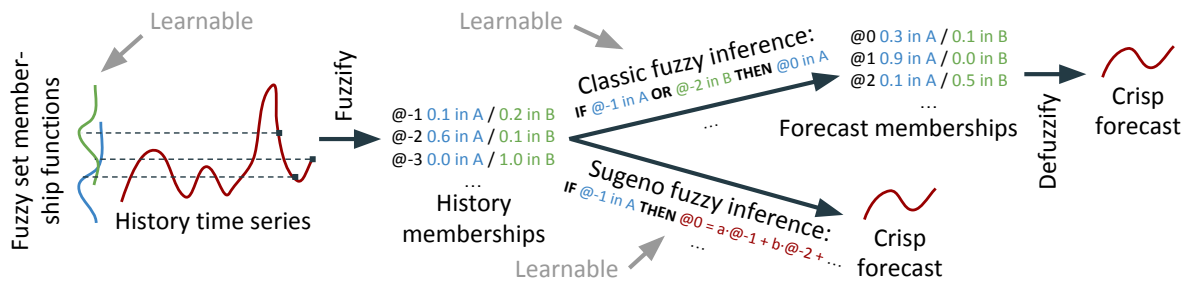 Learnable
Fuzzy set member-
ship functions
History time series
Fuzzify
@-1 0.1 in A / 0.2 in B
@-2 0.6 in A / 0.1 in B
@-3 0.0 in A / 1.0 in B
...
History
memberships
Learnable
Classic fuzzy inference:
IF @-1 in A OR @-2 in B THEN @0 in A
...
@0 0.3 in A / 0.1 in B
@1 0.9 in A / 0.0 in B
@2 0.1 in A / 0.5 in B
...
Forecast memberships
Defuzzify
Crisp
forecast
Sugeno fuzzy inference:
IF @-1 in A THEN @0 = a·@-1 + b·@-2 + ...
...
Learnable
Crisp
forecast